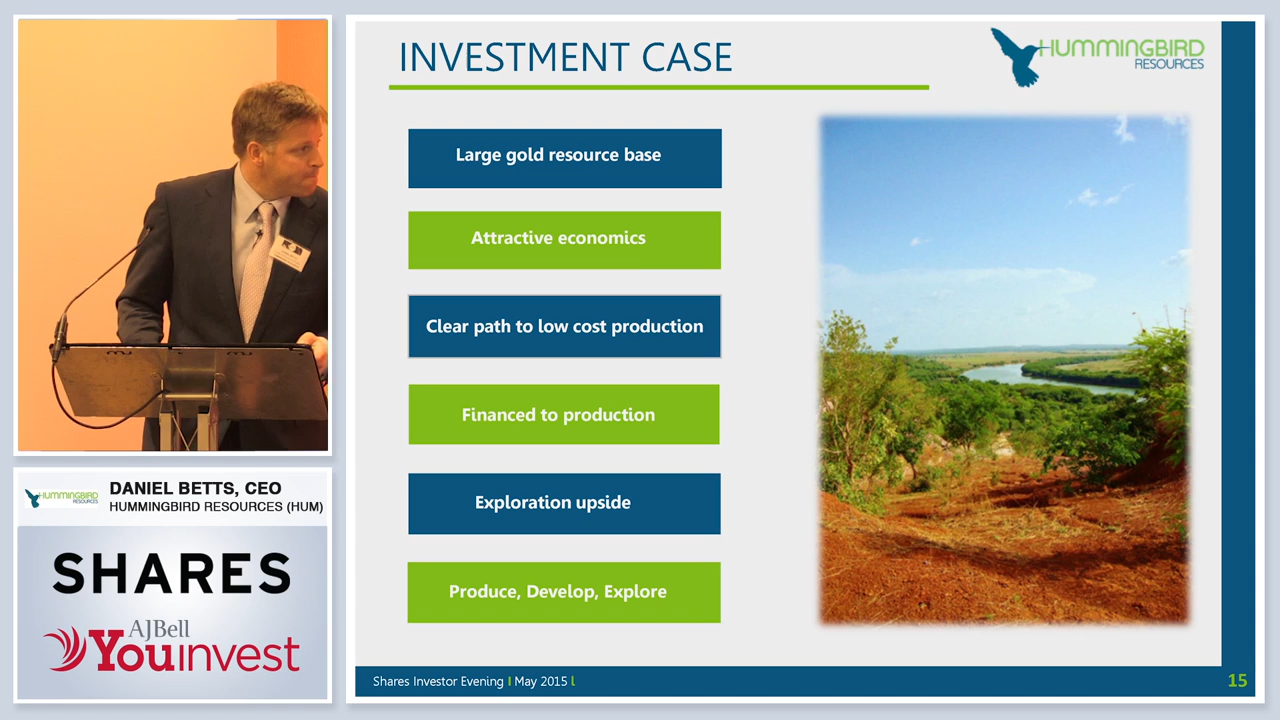 INVESTMENT CASE
HUMMINGBIRD
RESOURCES
Large gold resource base
Attractive economics
Clear path to low cost production
Financed to production
Exploration upside
Produce, Develop, Explore
Shares Investor Evening I May 2015 l
15
HUMMINGBIRD
RESOURCES
DANIEL BETTS, CEO
HUMMINGBIRD RESOURCES (HUM)
SHARES
AJBell
Youinvest